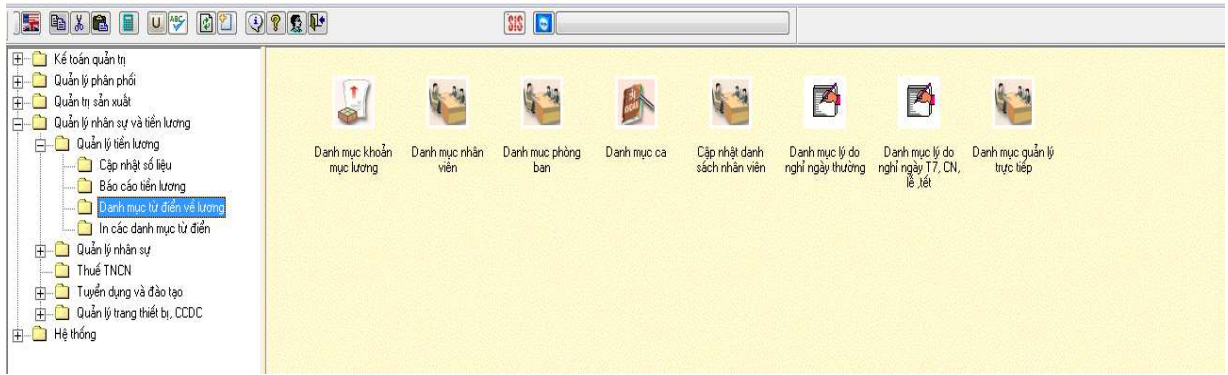 U
ABC
SIS
Kế toán quản trị
Quản lý phân phối
Quản trị sản xuất
Quản lý nhân sự và tiền lương
Quản lý tiền lương
Cập nhật số liệu
Báo cáo tiền lương
Danh mục từ điển về lương
In các danh mục từ điển
Quản lý nhân sự
Thuế TNCN
Tuyển dụng và đào tạo
Quản lý trang thiết bị, CCDC
Hệ thống
Danh mục khoản
mục lương
Danh mục nhân
viên
Danh mục phòng
ban
Danh mục ca
Cập nhật danh
sách nhân viên
Danh mục lý do
nghỉ ngày thường
Danh mục lý do
nghỉ ngày T7, CN,
lễ ,tết
Danh mục quản lý
trực tiếp